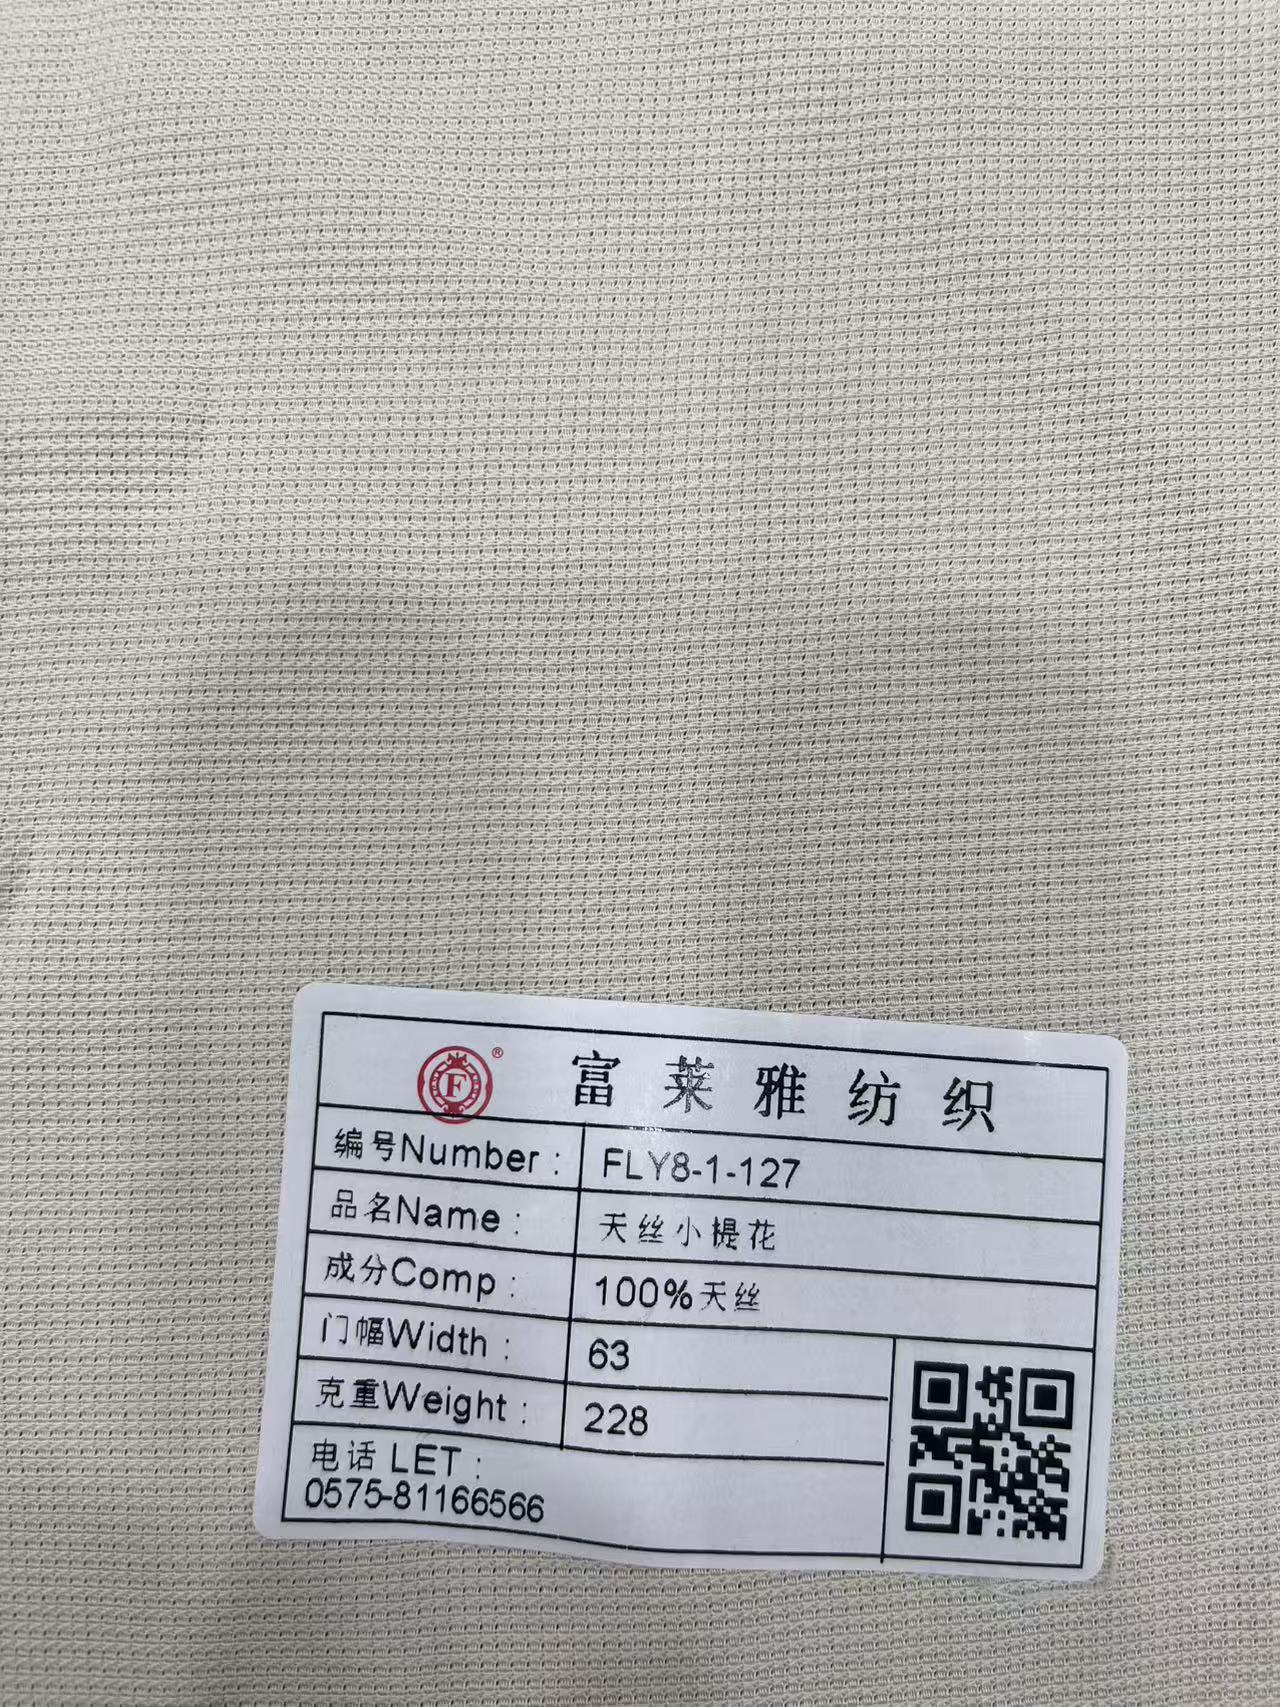 F ®
富莱雅纺织
编号Number: FLY8-1-127
品名Name: 天丝小提花
成分Comp: 100%天丝
门幅Width: 63
克重Weight: 228
电话 LET:
0575-81166566